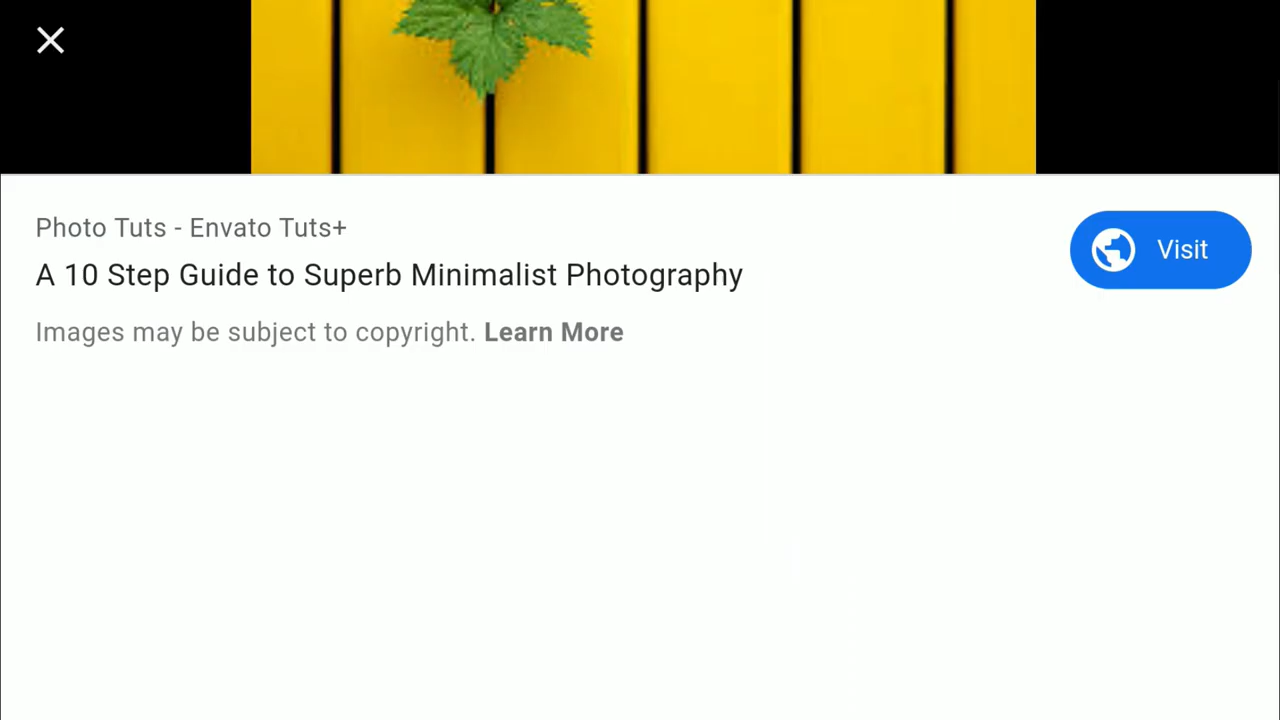 Photo Tuts - Envato Tuts+
A 10 Step Guide to Superb Minimalist Photography
Visit
Images may be subject to copyright. Learn More